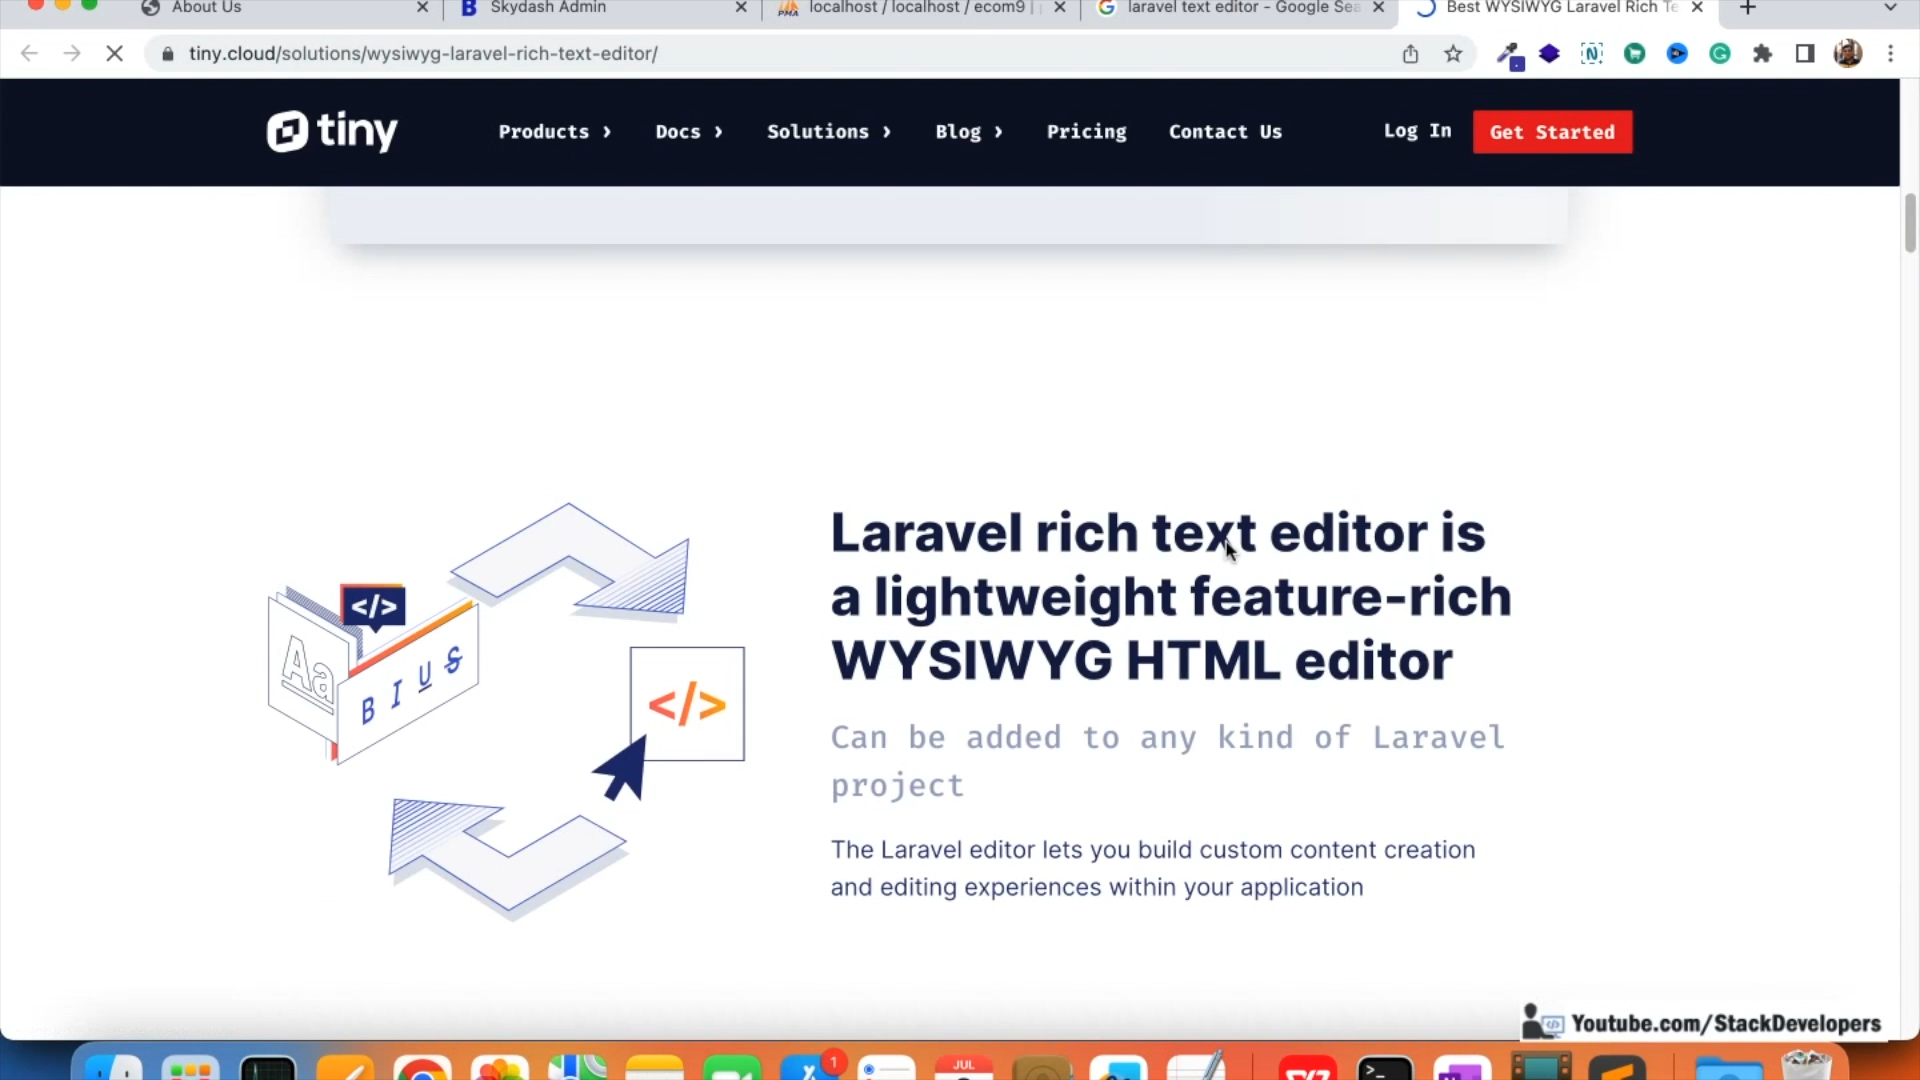 About Us
Skydash Admin
localhost / localhost / ecom9 |
laravel text editor - Google Sea
Best WYSIWYG Laravel Rich Te
tiny.cloud/solutions/wysiwyg-laravel-rich-text-editor/
tiny
Products
Docs
Solutions
Blog
Pricing
Contact Us
Log In
Get Started
Laravel rich text editor is
a lightweight feature-rich
WYSIWYG HTML editor
Can be added to any kind of Laravel
project
The Laravel editor lets you build custom content creation
and editing experiences within your application
</>
Aa
B I U S
</>
Youtube.com/StackDevelopers
1
JUL